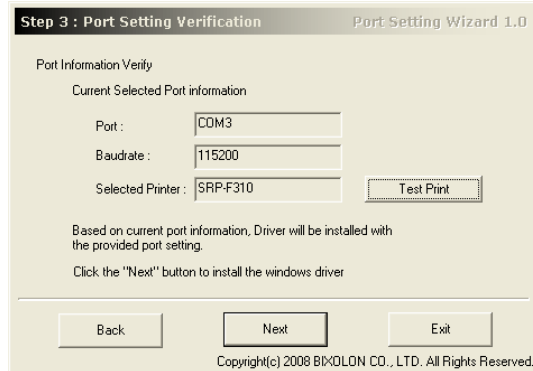 Step 3 : Port Setting Verification
Port Setting Wizard 1.0
Port Information Verify
Current Selected Port information
Port : COM3
Baudrate : 115200
Selected Printer : SRP-F310
Test Print
Based on current port information, Driver will be installed with
the provided port setting.
Click the "Next" button to install the windows driver
Back Next Exit
Copyright(c) 2008 BIXOLON CO., LTD. All Rights Reserved.